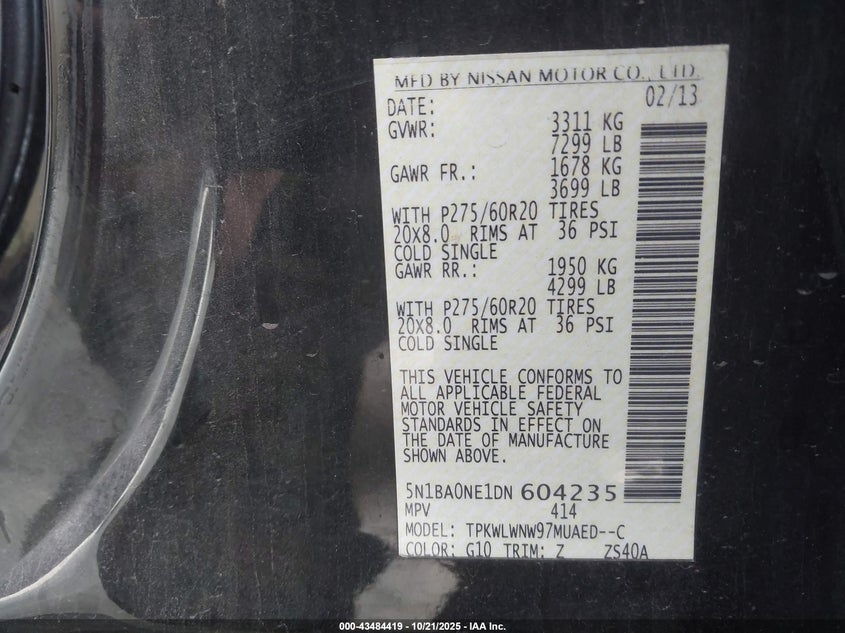 MFD BY NISSAN MOTOR CO., LTD.
DATE: 02/13
GVWR: 3311 KG
7299 LB
GAWR FR.: 1678 KG
3699 LB
WITH P275/60R20 TIRES
20X8.0 RIMS AT 36 PSI
COLD SINGLE
GAWR RR.: 1950 KG
4299 LB
WITH P275/60R20 TIRES
20X8.0 RIMS AT 36 PSI
COLD SINGLE
THIS VEHICLE CONFORMS TO
ALL APPLICABLE FEDERAL
MOTOR VEHICLE SAFETY
STANDARDS IN EFFECT ON
THE DATE OF MANUFACTURE
SHOWN ABOVE.
5N1BA0NE1DN 604235
MPV 414
MODEL: TPKWLWNW97MUAED--C
COLOR: G10 TRIM: Z ZS40A
000-43484419 - 10/21/2025 - IAA Inc.